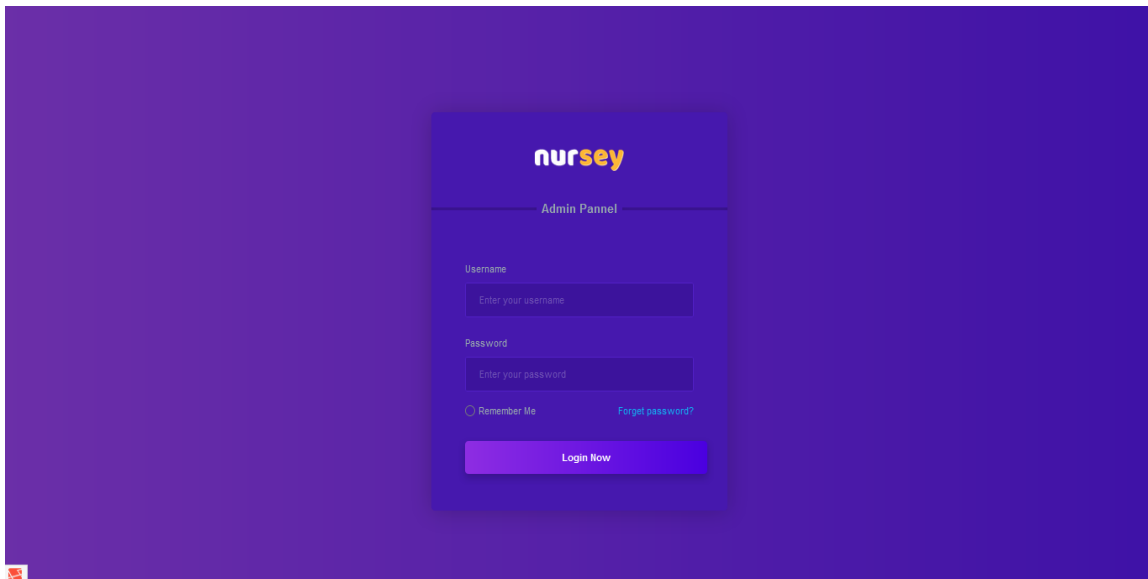 nursey
Admin Pannel
Username
Enter your username
Password
Enter your password
Remember Me
Forget password?
Login Now